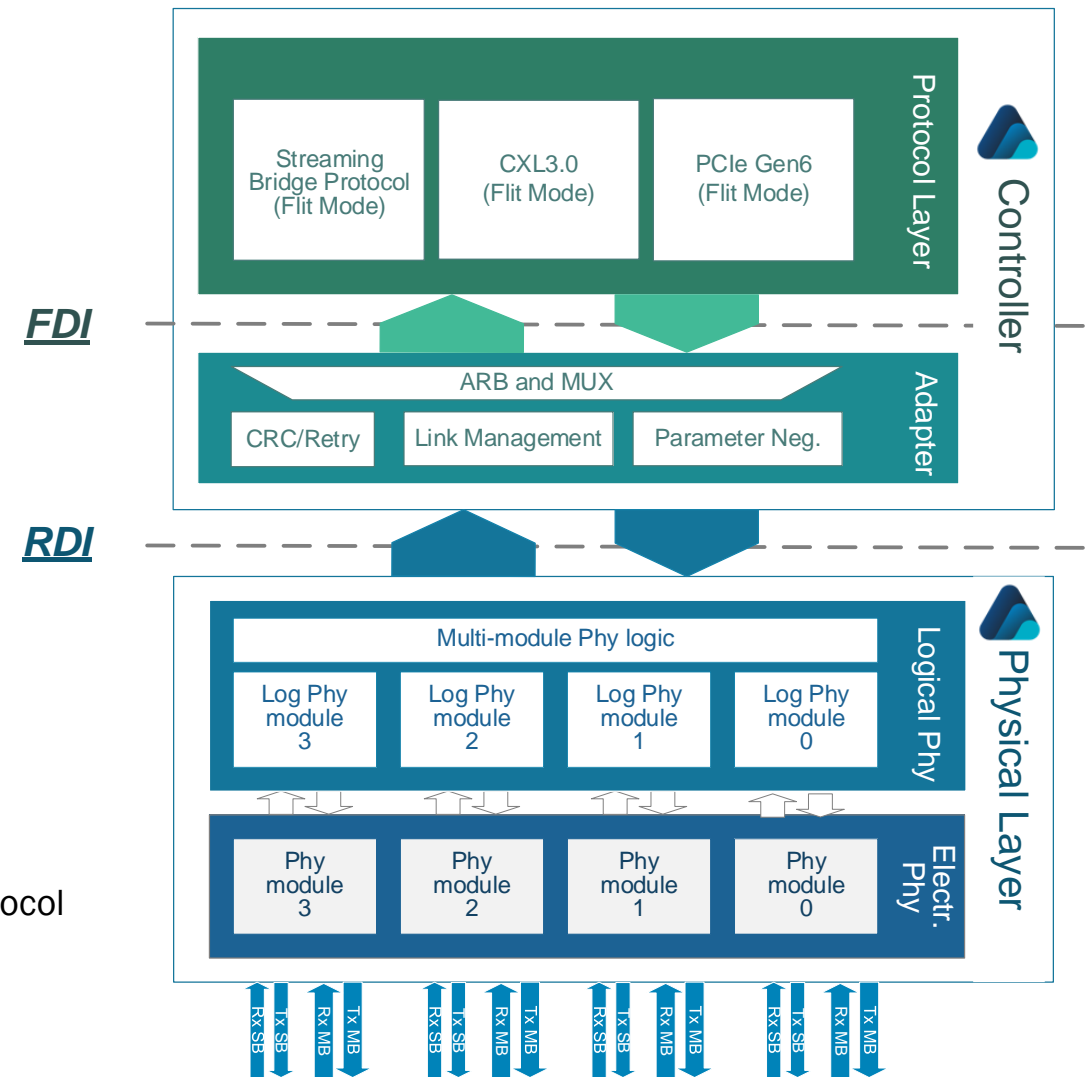 Streaming
Bridge Protocol
(Flit Mode)
CXL3.0
(Flit Mode)
PCIe Gen6
(Flit Mode)
Protocol Layer
Controller
FDI
ARB and MUX
CRC/Retry
Link Management
Parameter Neg.
Adapter
RDI
Multi-module Phy logic
Log Phy
module
3
Log Phy
module
2
Log Phy
module
1
Log Phy
module
0
Logical Phy
Physical Layer
Phy
module
3
Phy
module
2
Phy
module
1
Phy
module
0
Electr.
Phy
ocol
Rx SB
Tx SB
Rx MB
Tx MB
Rx SB
Tx SB
Rx MB
Tx MB
Rx SB
Tx SB
Rx MB
Tx MB
Rx SB
Tx SB
Rx MB
Tx MB